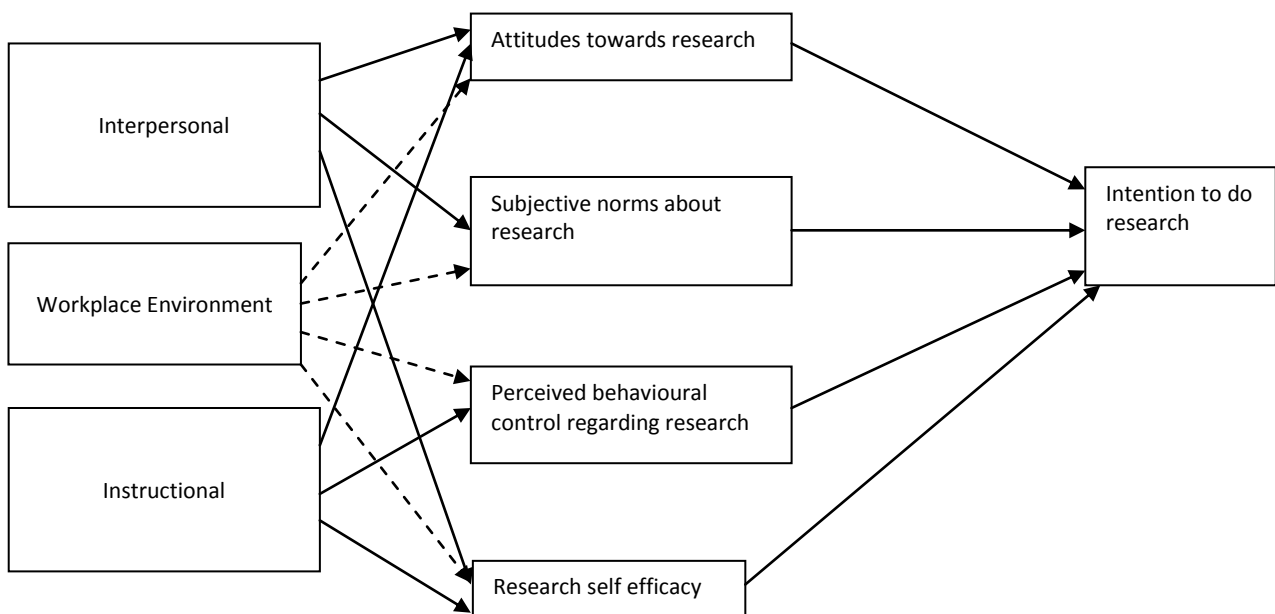 Interpersonal
Workplace Environment
Instructional
Attitudes towards research
Subjective norms about
research
Perceived behavioural
control regarding research
Research self efficacy
Intention to do
research